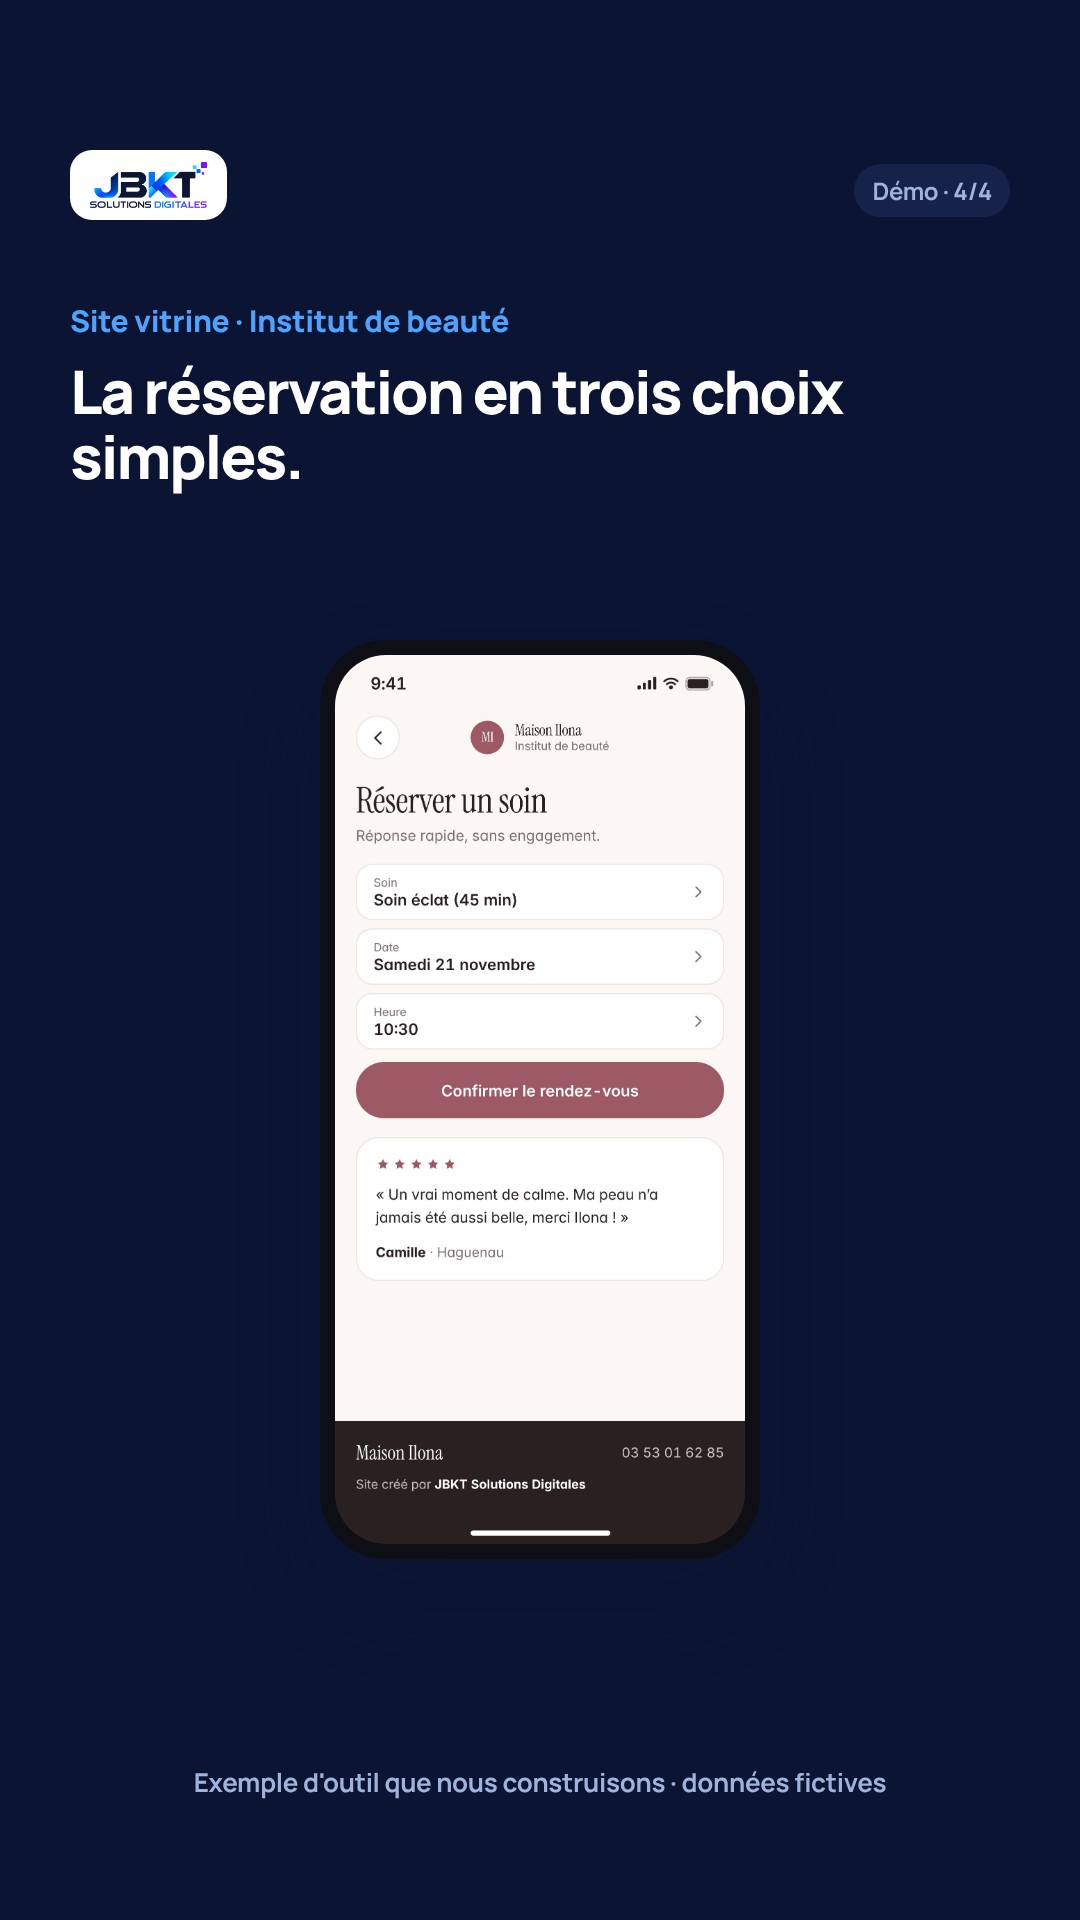 JBKT
SOLUTIONS DIGITALES
Démo · 4/4
Site vitrine · Institut de beauté
La réservation en trois choix
simples.
9:41
MI
Maison Ilona
Institut de beauté
Réserver un soin
Réponse rapide, sans engagement.
Soin
Soin éclat (45 min)
Date
Samedi 21 novembre
Heure
10:30
Confirmer le rendez-vous
« Un vrai moment de calme. Ma peau n’a
jamais été aussi belle, merci Ilona ! »
Camille · Haguenau
Maison Ilona
03 53 01 62 85
Site créé par JBKT Solutions Digitales
Exemple d'outil que nous construisons · données fictives